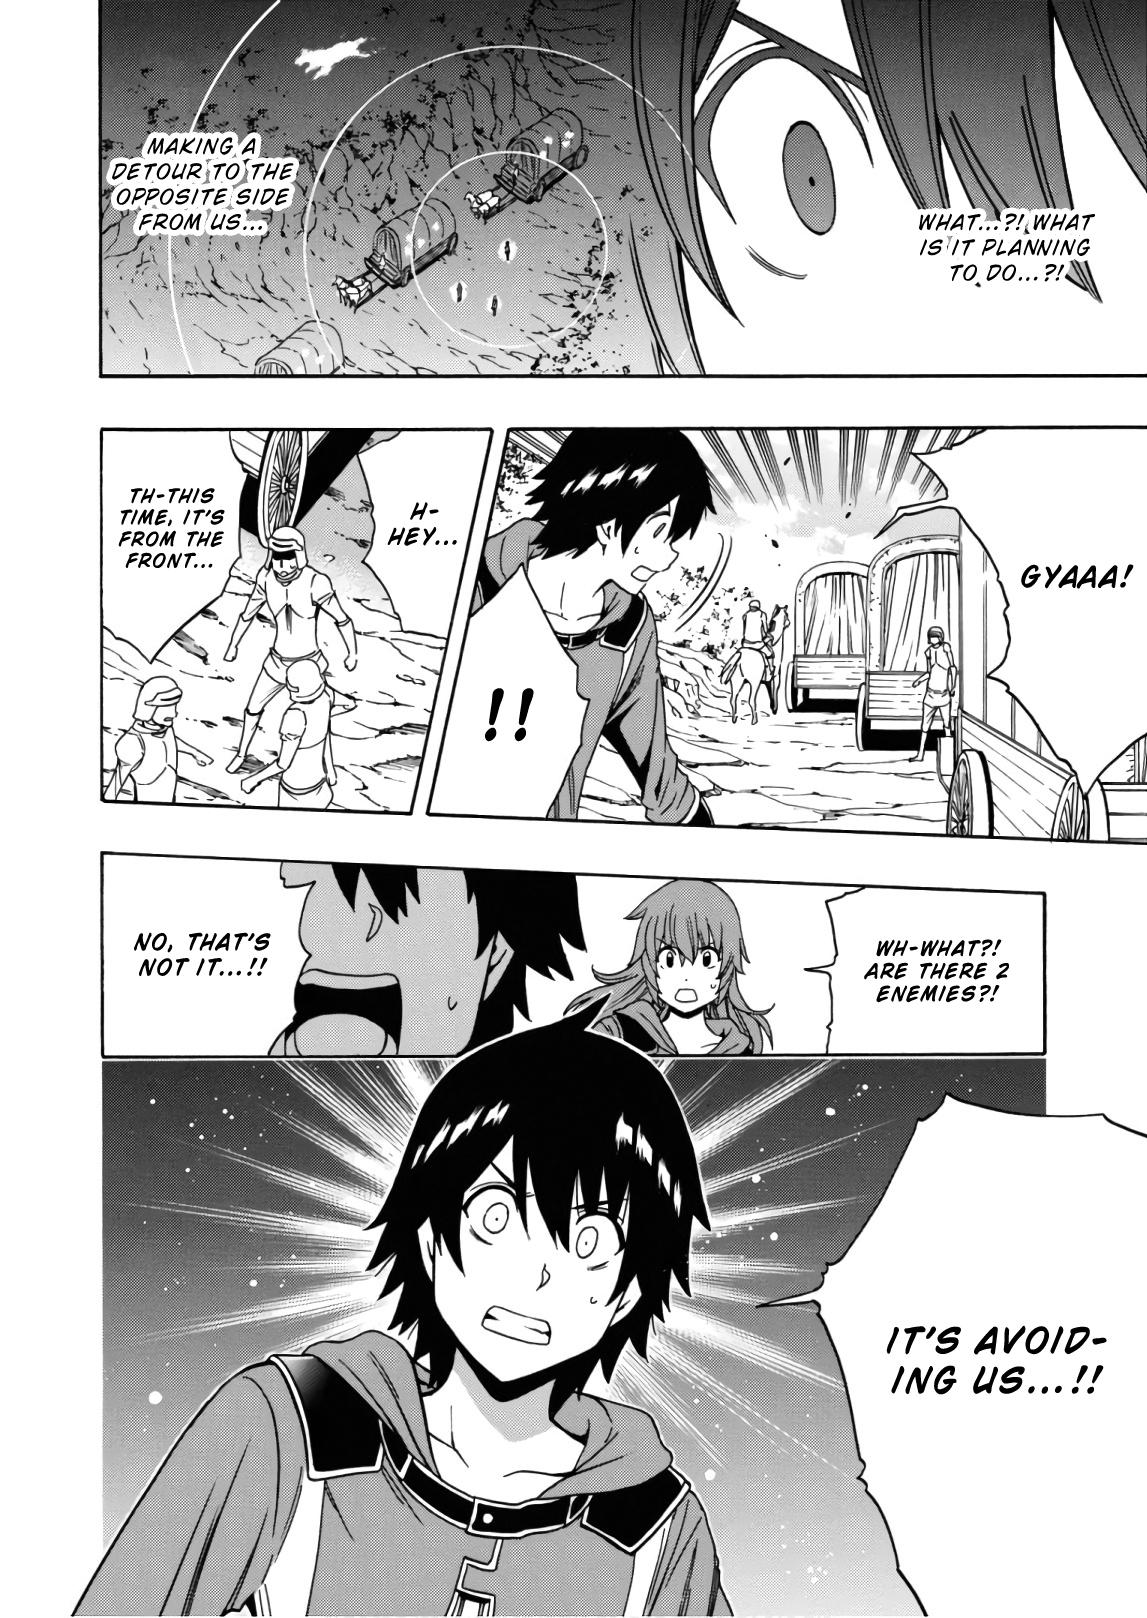 WHAT...?! WHAT
IS IT PLANNING
TO DO...?!
MAKING A
DETOUR TO THE
OPPOSITE SIDE
FROM US...
GYAAA!
!!
H-
HEY...
TH-THIS
TIME, IT'S
FROM THE
FRONT...
WH-WHAT?!
ARE THERE 2
ENEMIES?!
NO, THAT'S
NOT IT...!!
IT'S AVOID-
ING US...!!